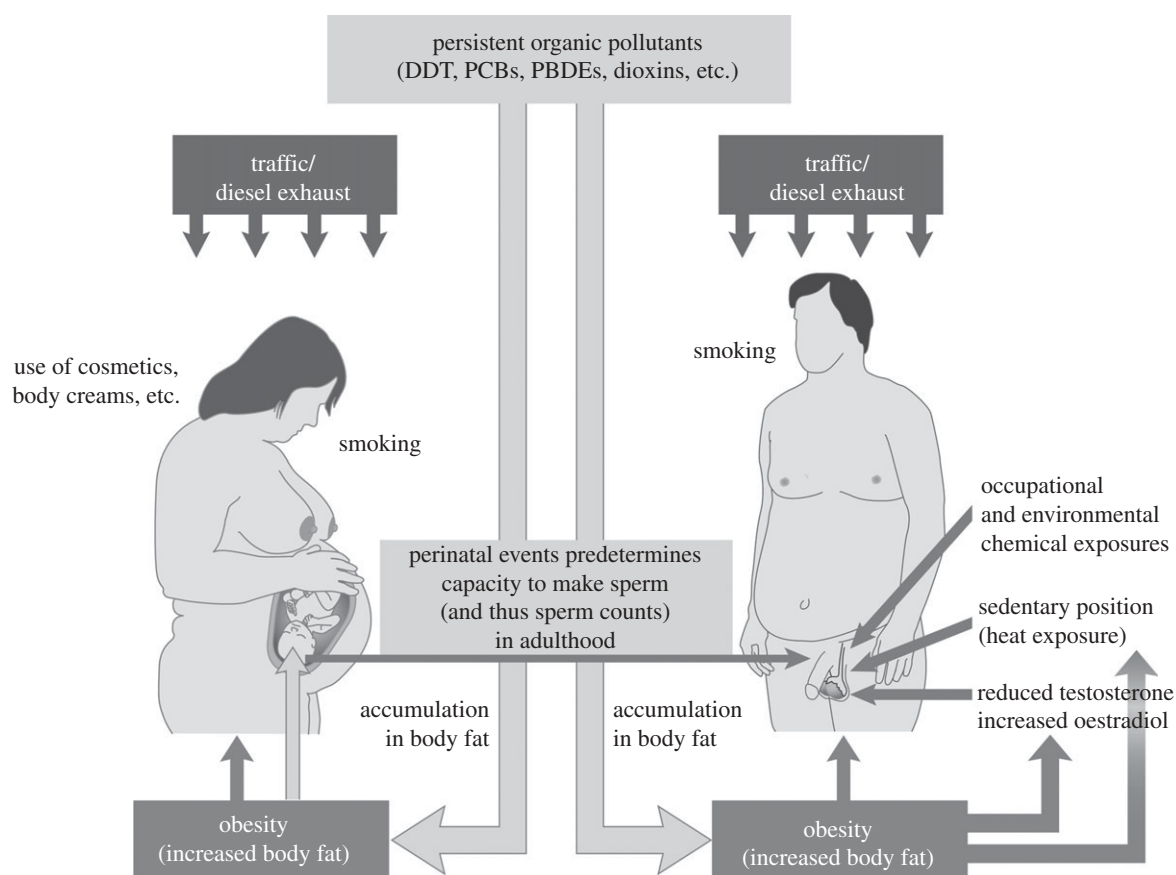 persistent organic pollutants
(DDT, PCBs, PBDEs, dioxins, etc.)
traffic/
diesel exhaust
traffic/
diesel exhaust
use of cosmetics,
body creams, etc.
smoking
smoking
occupational
and environmental
chemical exposures
perinatal events predetermines
capacity to make sperm
(and thus sperm counts)
in adulthood
sedentary position
(heat exposure)
reduced testosterone
increased oestradiol
accumulation
in body fat
accumulation
in body fat
obesity
(increased body fat)
obesity
(increased body fat)